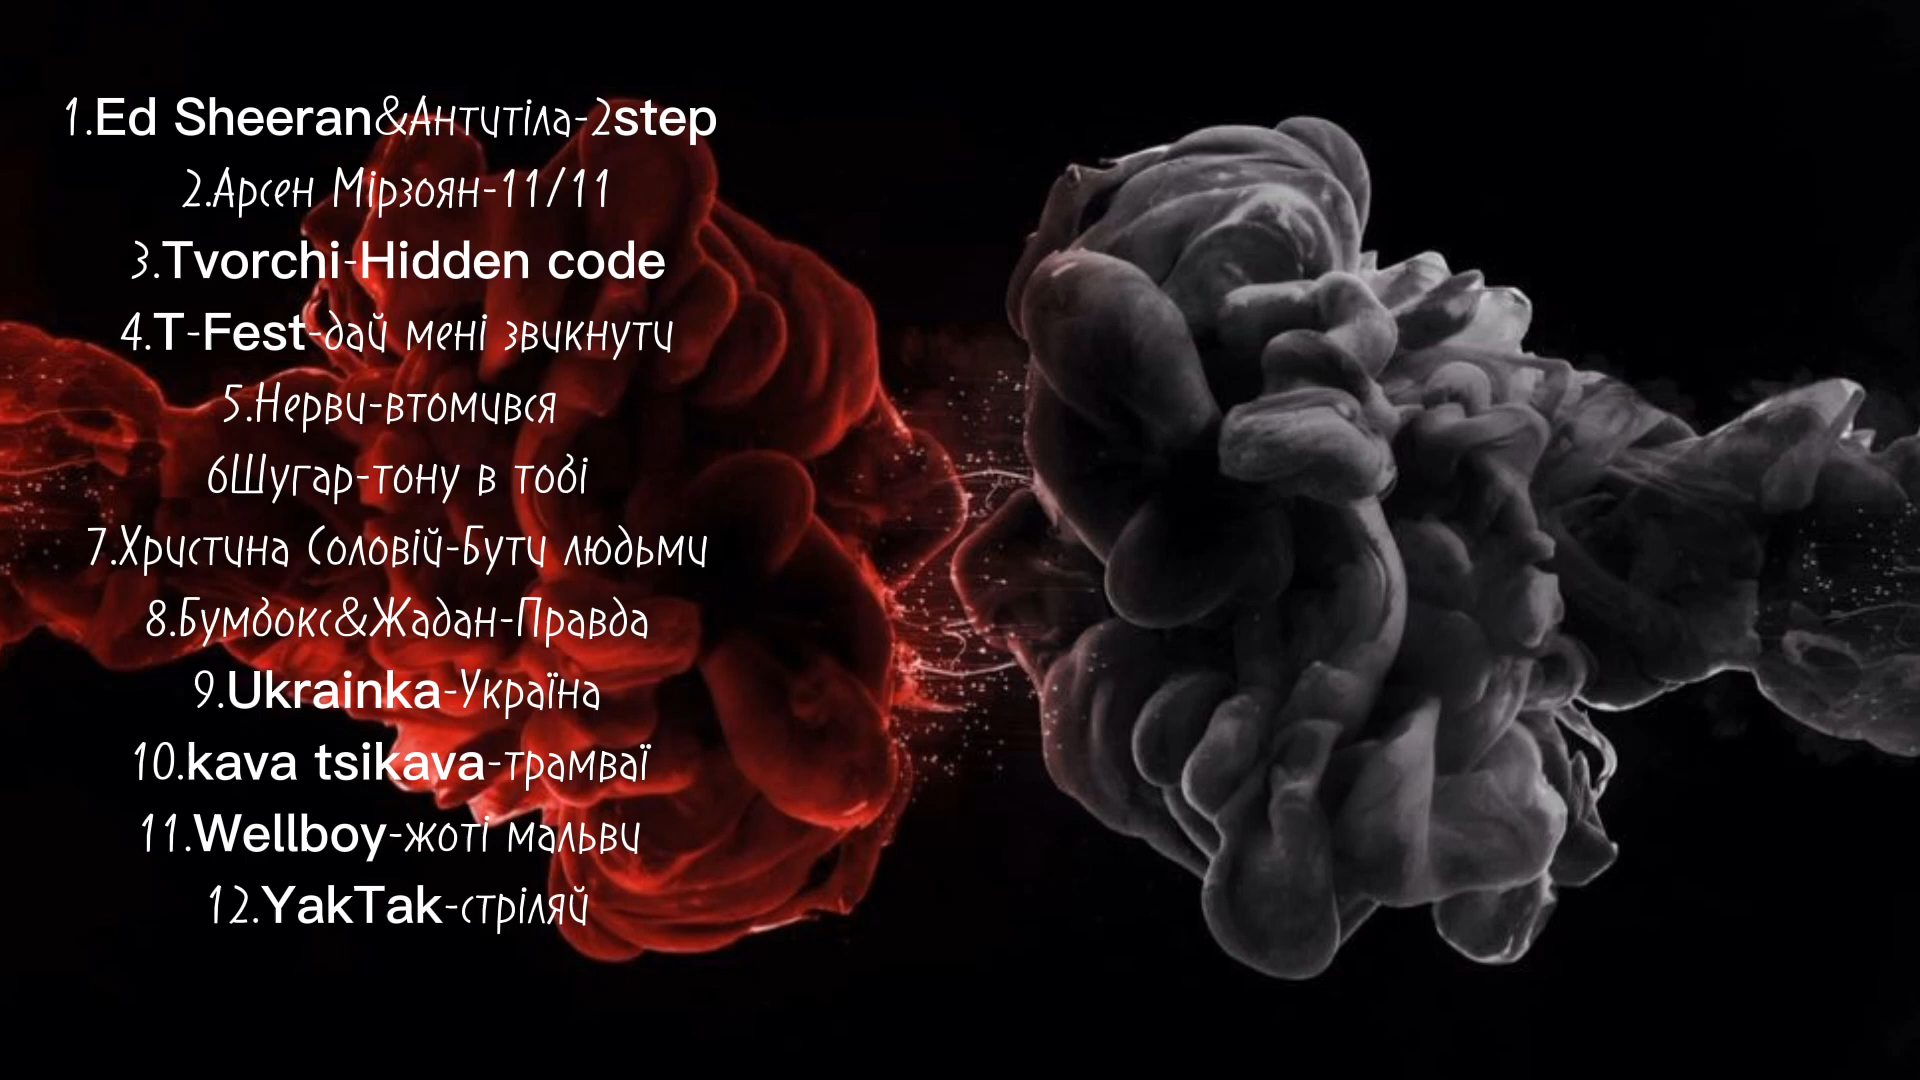 1.Ed Sheeran&Антитіла-2step
2.Арсен Мірзоян-11/11
3.Tvorchi-Hidden code
4.T-Fest-дай мені звикнути
5.Нерви-втомився
6Шугар-тону в тобі
7.Христина Соловій-Бути людьми
8.Бумбокс&Жадан-Правда
9.Ukrainka-Україна
10.kava tsikava-трамваї
11.Wellboy-жоті мальви
12.YakTak-стріляй